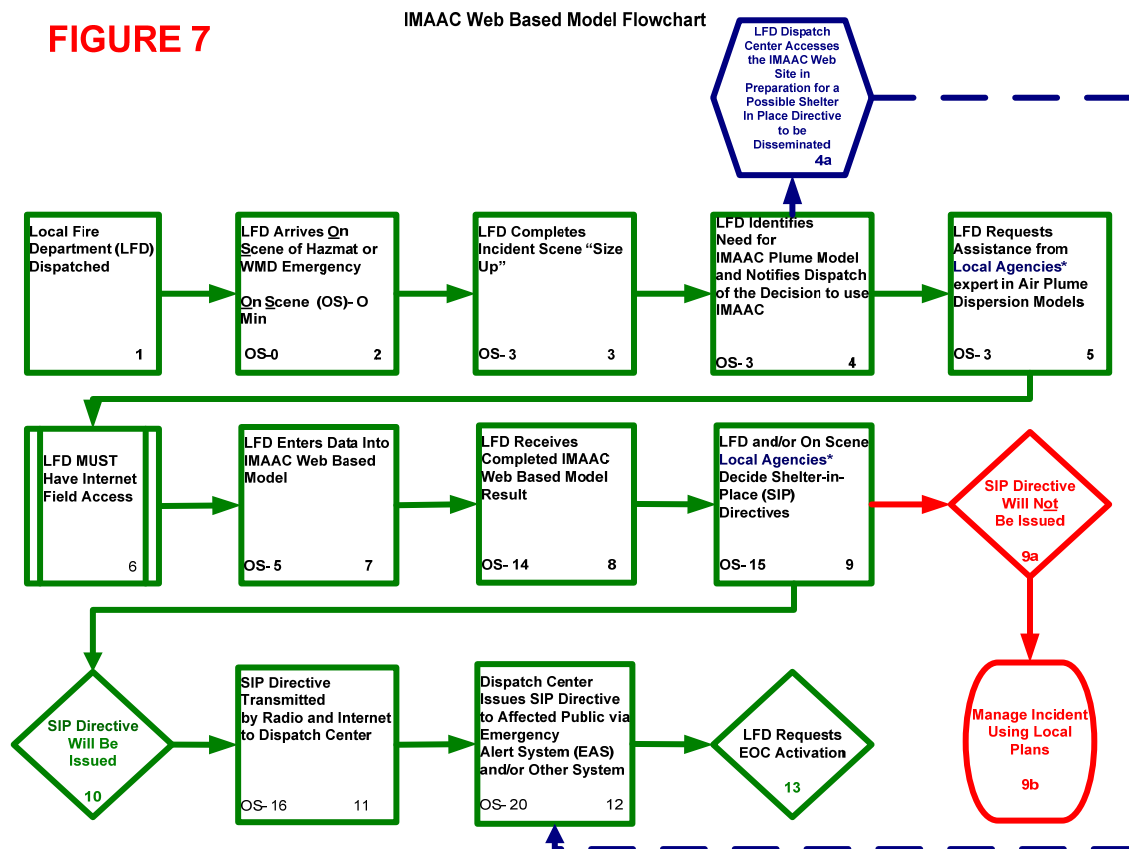 IMAAC Web Based Model Flowchart
FIGURE 7
LFD Dispatch
Center Accesses
the IMAAC Web
Site in
Preparation for a
Possible Shelter
In Place Directive
to be
Disseminated
4a
Local Fire
Department (LFD)
Dispatched
1
LFD Arrives On
Scene of Hazmat or
WMD Emergency
On Scene (OS)- O
Min
OS-0 2
LFD Completes
Incident Scene “Size
Up”
OS- 3 3
LFD Identifies
Need for
IMAAC Plume Model
and Notifies Dispatch
of the Decision to use
IMAAC
OS- 3 4
LFD Requests
Assistance from
Local Agencies*
expert in Air Plume
Dispersion Models
OS- 3 5
LFD MUST
Have Internet
Field Access
6
LFD Enters Data Into
IMAAC Web Based
Model
OS- 5 7
LFD Receives
Completed IMAAC
Web Based Model
Result
OS- 14 8
LFD and/or On Scene
Local Agencies*
Decide Shelter-in-
Place (SIP)
Directives
OS- 15 9
SIP Directive
Will Not
Be Issued
9a
SIP Directive
Will Be
Issued
10
SIP Directive
Transmitted
by Radio and Internet
to Dispatch Center
OS- 16 11
Dispatch Center
Issues SIP Directive
to Affected Public via
Emergency
Alert System (EAS)
and/or Other System
OS- 20 12
LFD Requests
EOC Activation
13
Manage Incident
Using Local
Plans
9b